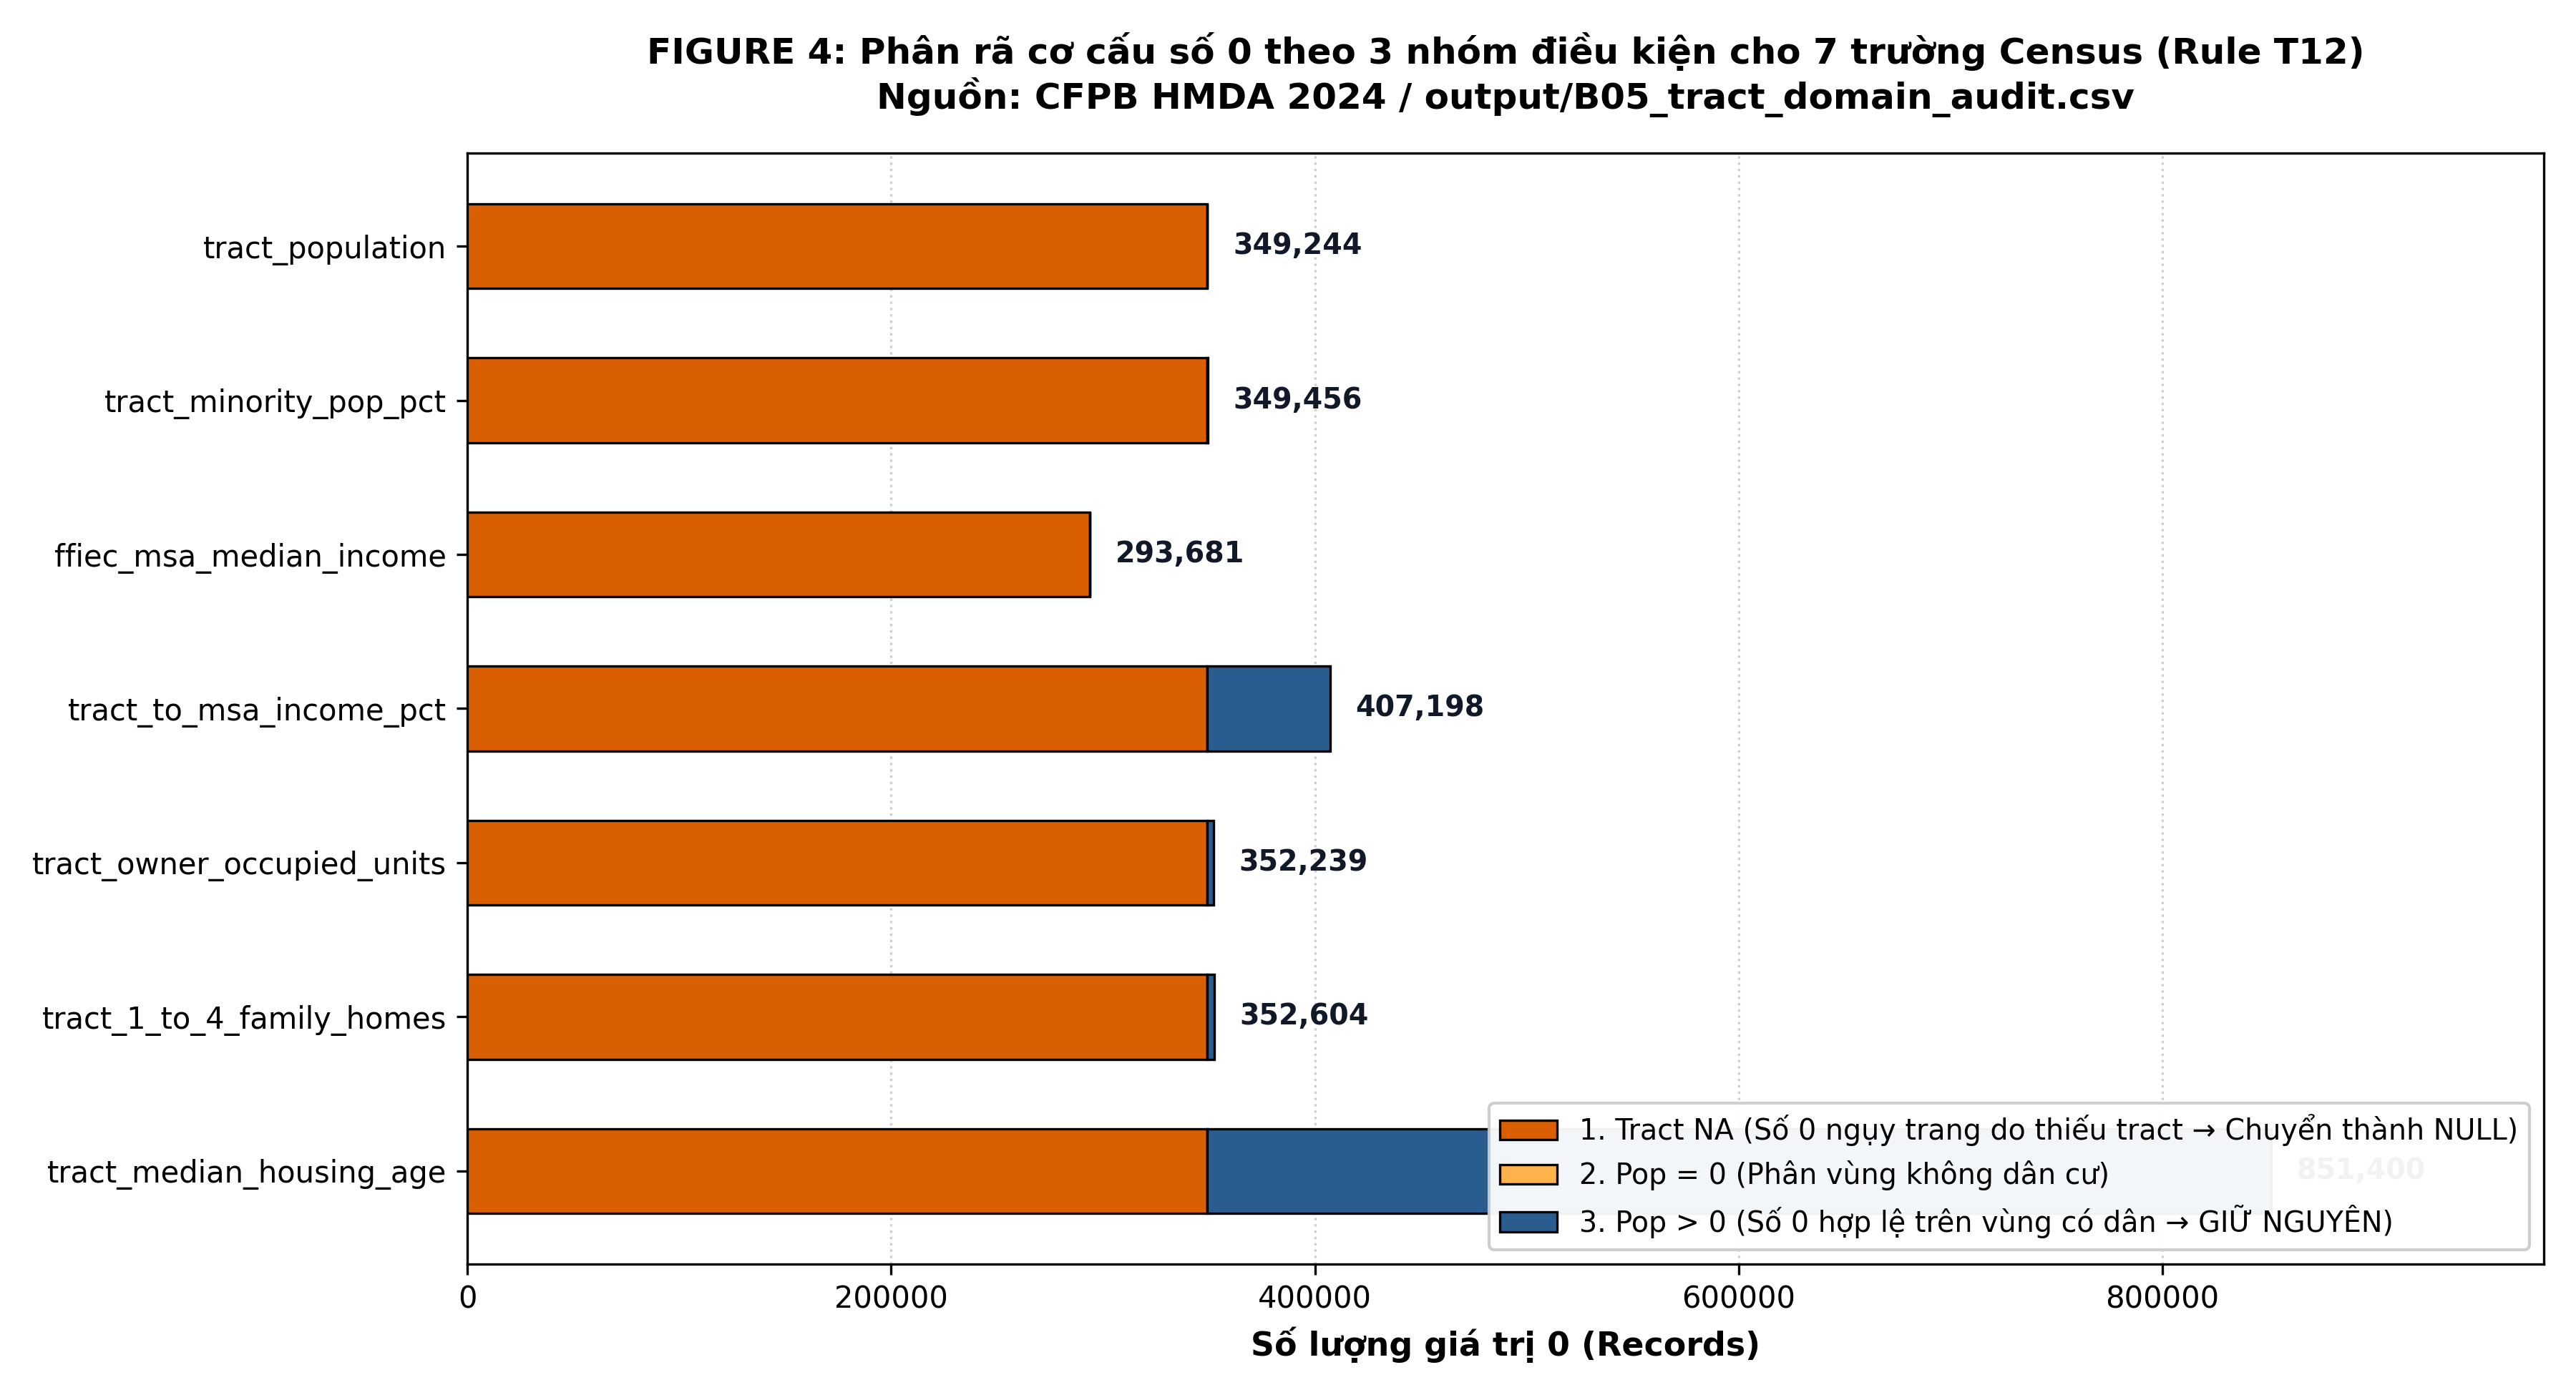 FIGURE 4: Phân rã cơ cấu số 0 theo 3 nhóm điều kiện cho 7 trường Census (Rule T12)
Nguồn: CFPB HMDA 2024 / output/B05_tract_domain_audit.csv
tract_population
349,244
tract_minority_pop_pct
349,456
ffiec_msa_median_income
293,681
tract_to_msa_income_pct
407,198
tract_owner_occupied_units
352,239
tract_1_to_4_family_homes
352,604
tract_median_housing_age
851,400
1. Tract NA (Số 0 ngụy trang do thiếu tract → Chuyển thành NULL)
2. Pop = 0 (Phân vùng không dân cư)
3. Pop > 0 (Số 0 hợp lệ trên vùng có dân → GIỮ NGUYÊN)
0
200000
400000
600000
800000
Số lượng giá trị 0 (Records)